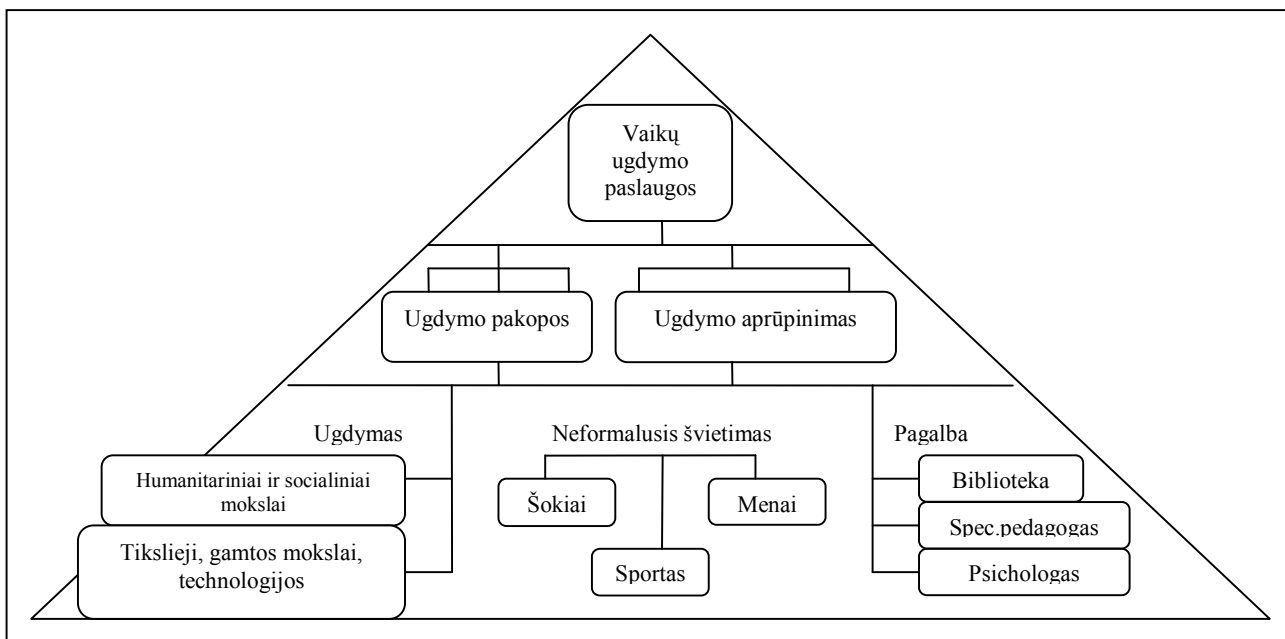 Vaikų
ugdymo
paslaugos
Ugdymo pakopos
Ugdymo aprūpinimas
Ugdymas
Neformalusis švietimas
Pagalba
Humanitariniai ir socialiniai
mokslai
Tikslieji, gamtos mokslai,
technologijos
Šokiai
Menai
Sportas
Biblioteka
Spec.pedagogas
Psichologas